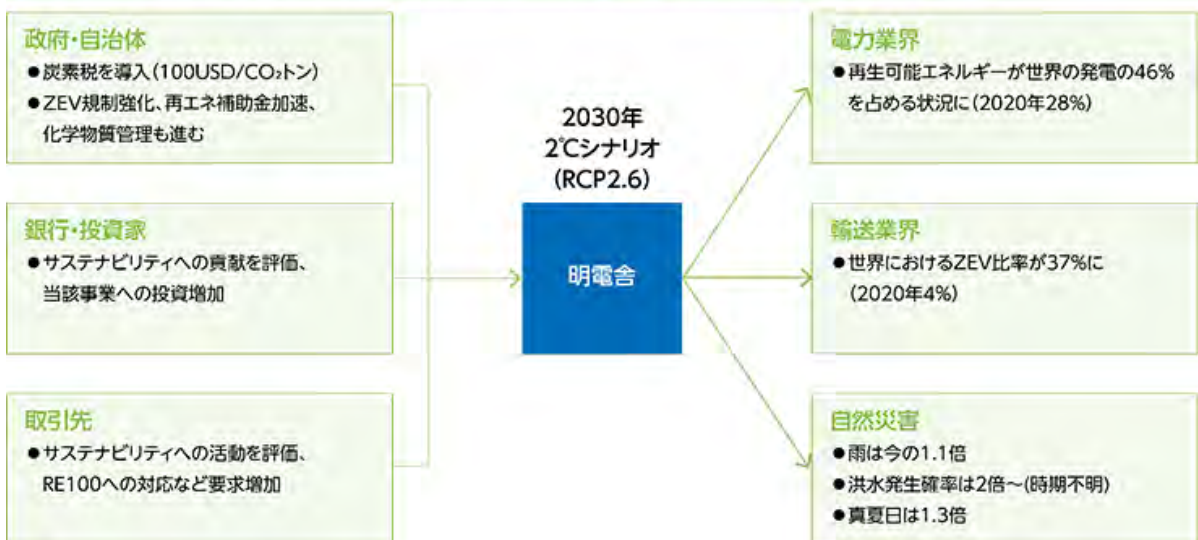 政府・自治体
●炭素税を導入(100USD/CO₂トン)
●ZEV規制強化、再エネ補助金加速、
化学物質管理も進む
銀行・投資家
●サステナビリティへの貢献を評価、
当該事業への投資増加
取引先
●サステナビリティへの活動を評価、
RE100への対応など要求増加
2030年
2℃シナリオ
(RCP2.6)
明電舎
電力業界
●再生可能エネルギーが世界の発電の46%
を占める状況に(2020年28%)
輸送業界
●世界におけるZEV比率が37%に
(2020年4%)
自然災害
●雨は今の1.1倍
●洪水発生確率は2倍〜(時期不明)
●真夏日は1.3倍